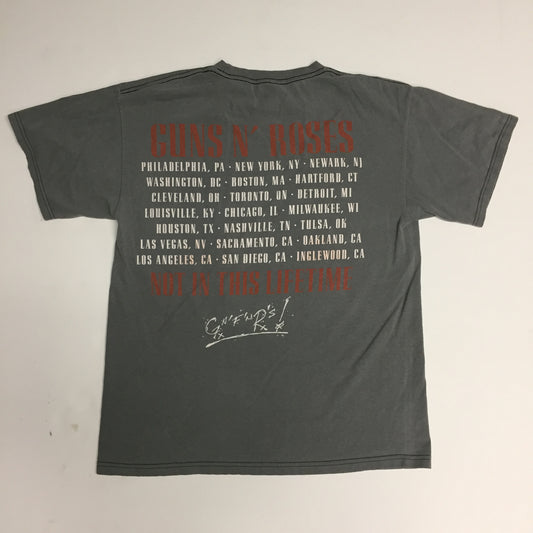 GUNS N' ROSES
PHILADELPHIA, PA · NEW YORK, NY · NEWARK, NJ
WASHINGTON, DC · BOSTON, MA · HARTFORD, CT
CLEVELAND, OH · TORONTO, ON · DETROIT, MI
LOUISVILLE, KY · CHICAGO, IL · MILWAUKEE, WI
HOUSTON, TX · NASHVILLE, TN · TULSA, OK
LAS VEGAS, NV · SACRAMENTO, CA · OAKLAND, CA
LOS ANGELES, CA · SAN DIEGO, CA · INGLEWOOD, CA
NOT IN THIS LIFETIME
G N' F'N R's!